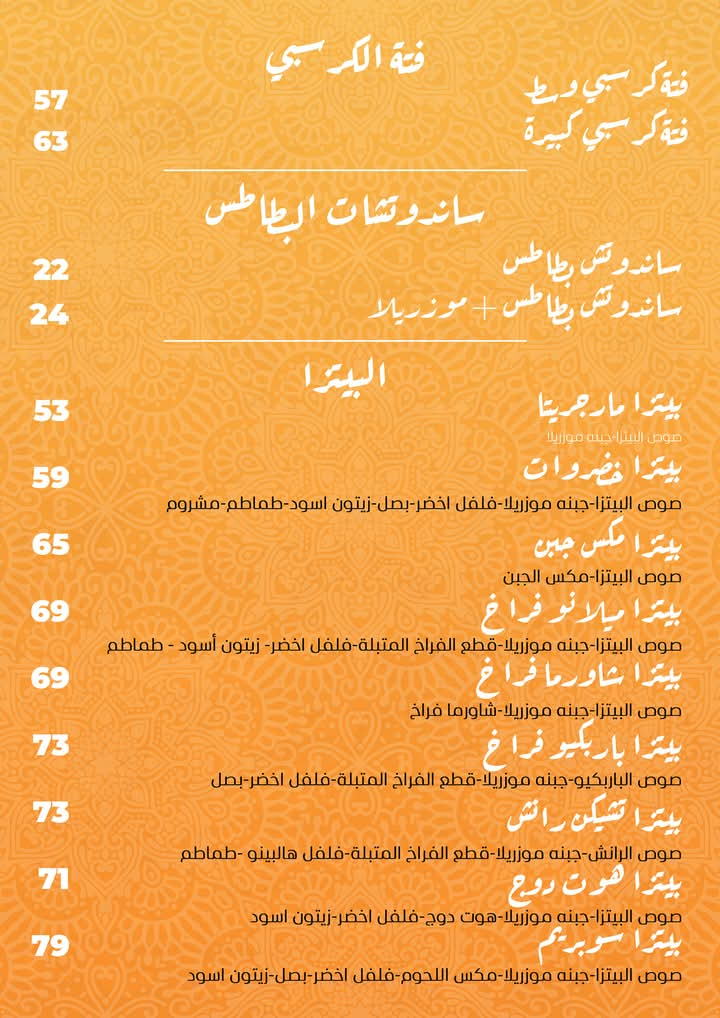 فتة الكرسبي
فتة كرسبي وسط 57
فتة كرسبي كبيرة 63
ساندوتشات البطاطس
ساندوتش بطاطس 22
ساندوتش بطاطس + موزريلا 24
البيتزا
بيتزا مارجريتا 53
صوص البيتزا-جبنه موزريلا
بيتزا خضروات 59
صوص البيتزا-جبنه موزريلا-فلفل اخضر-بصل-زيتون اسود-طماطم-مشروم
بيتزا مكس جبن 65
صوص البيتزا-مكس الجبن
بيتزا ميلانو فراخ 69
صوص البيتزا-جبنه موزريلا-قطع الفراخ المتبلة-فلفل اخضر- زيتون أسود - طماطم
بيتزا شاورما فراخ 69
صوص البيتزا-جبنه موزريلا-شاورما فراخ
بيتزا باربكيو فراخ 73
صوص الباربكيو-جبنه موزريلا-قطع الفراخ المتبلة-فلفل اخضر-بصل
بيتزا تشيكن رانش 73
صوص الرانش-جبنه موزريلا-قطع الفراخ المتبلة-فلفل هالبينو -طماطم
بيتزا هوت دوج 71
صوص البيتزا-جبنه موزريلا-هوت دوج-فلفل اخضر-زيتون اسود
بيتزا سوبريم 79
صوص البيتزا-جبنه موزريلا-مكس اللحوم-فلفل اخضر-بصل-زيتون اسود